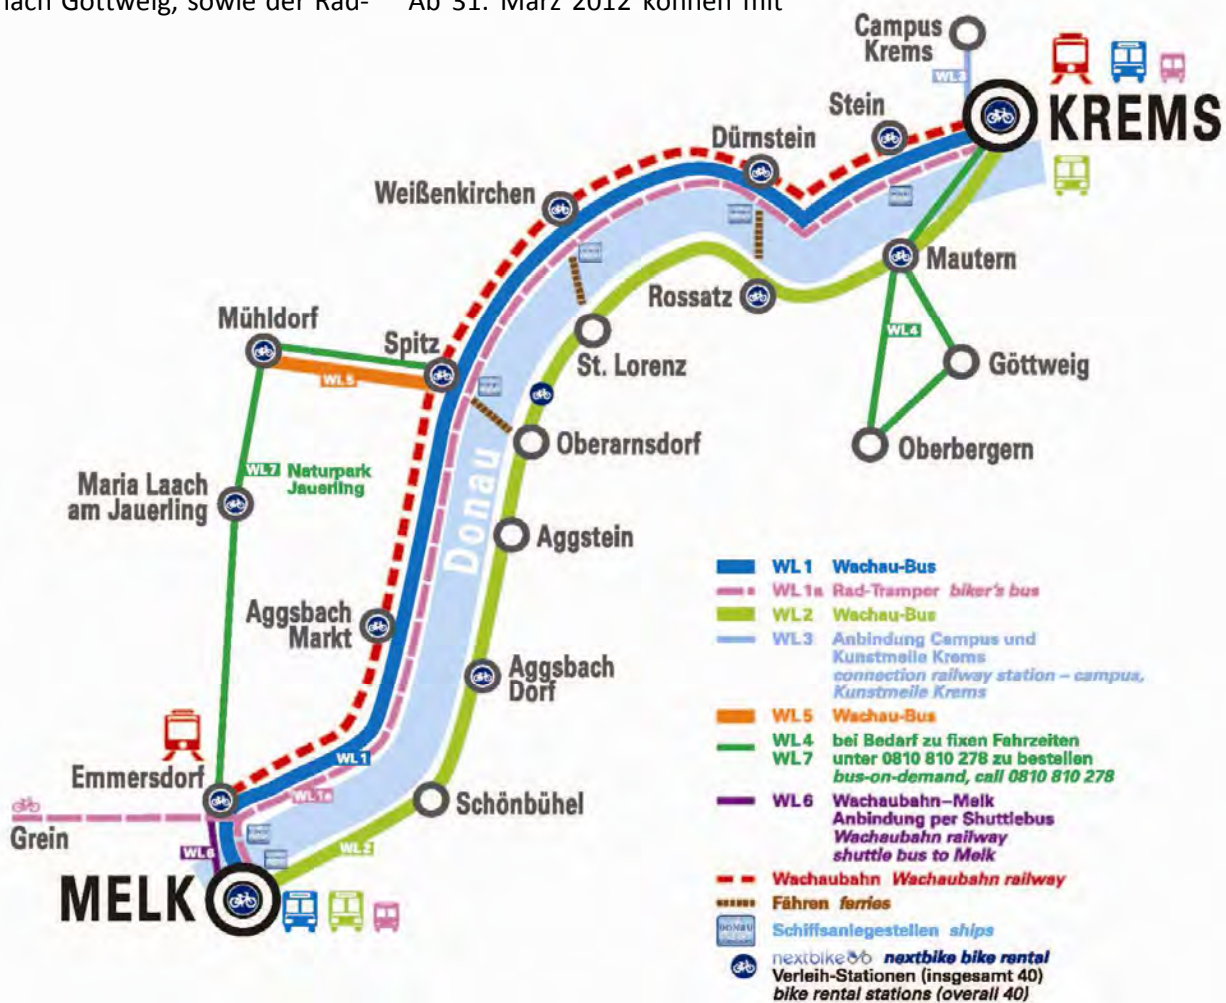 nach Göttweig, sowie der Rad-
Ab 31. März 2012 können mit
Campus
Krems
WL3
KREMS
Stein
Dürnstein
Weißenkirchen
Mautern
Rossatz
Mühldorf
Spitz
WL5
WL4
St. Lorenz
Göttweig
Oberarnsdorf
Oberbergern
WL7 Naturpark
Jauerling
Maria Laach
am Jauerling
Donau
Aggstein
Aggsbach
Markt
Aggsbach
Dorf
Emmersdorf
WL1
WL1a
Schönbühel
Grein
WL6
WL2
MELK
WL1 Wachau-Bus
WL1a Rad-Tramper biker's bus
WL2 Wachau-Bus
WL3 Anbindung Campus und
Kunstmeile Krems
connection railway station – campus,
Kunstmeile Krems
WL5 Wachau-Bus
WL4 bei Bedarf zu fixen Fahrzeiten
WL7 unter 0810 810 278 zu bestellen
bus-on-demand, call 0810 810 278
WL6 Wachaubahn–Melk
Anbindung per Shuttlebus
Wachaubahn railway
shuttle bus to Melk
Wachaubahn Wachaubahn railway
Fähren ferries
DONAU
Schiffsanlegestellen ships
nextbike nextbike bike rental
Verleih-Stationen (insgesamt 40)
bike rental stations (overall 40)